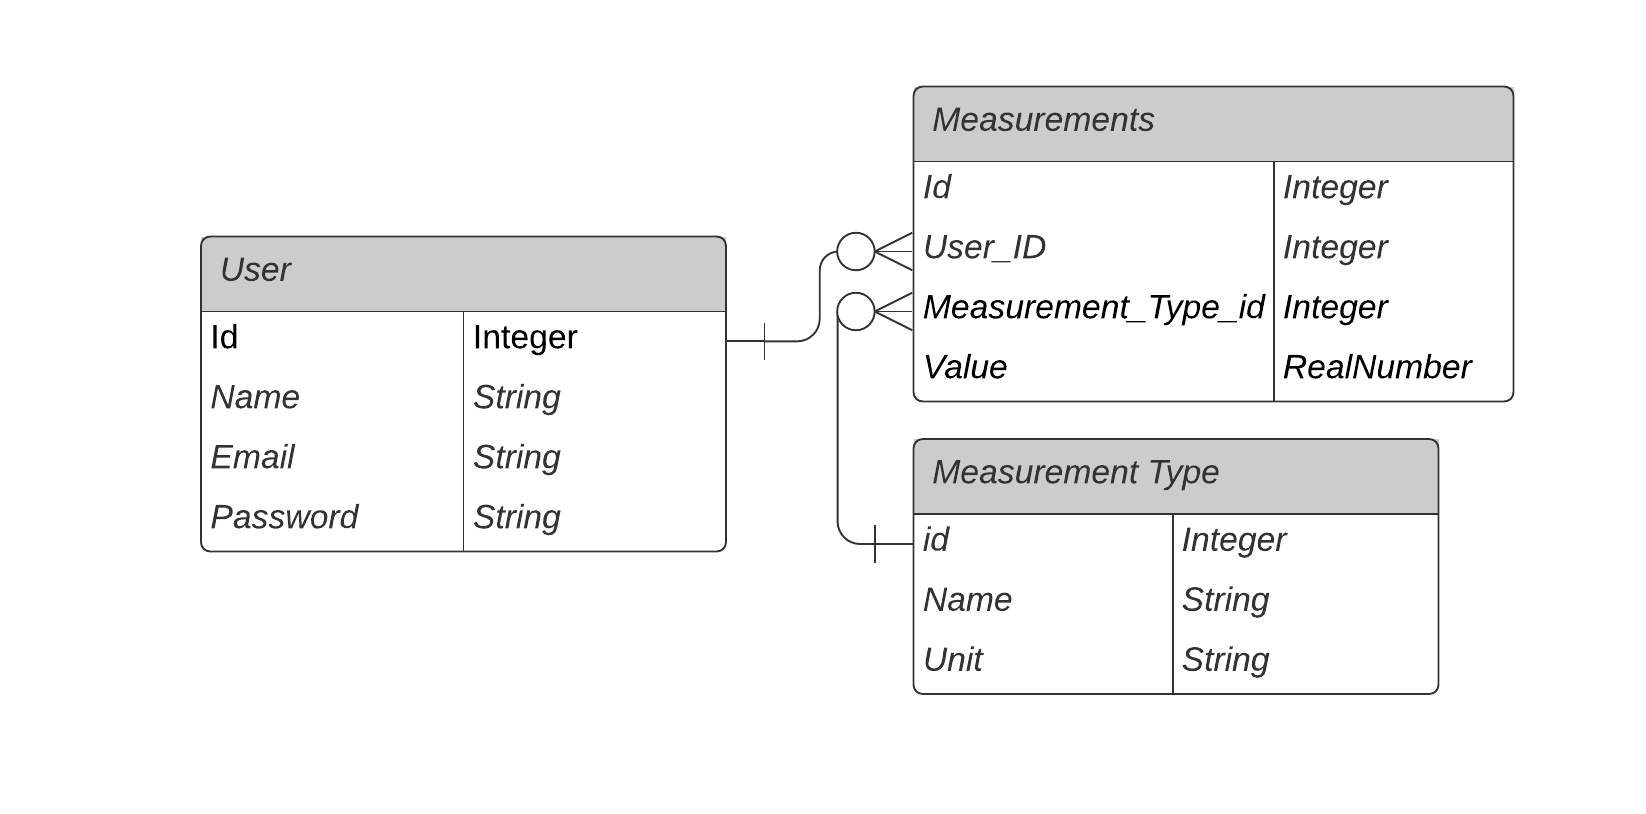 User
Id Integer
Name String
Email String
Password String
Measurements
Id Integer
User_ID Integer
Measurement_Type_id Integer
Value RealNumber
Measurement Type
id Integer
Name String
Unit String